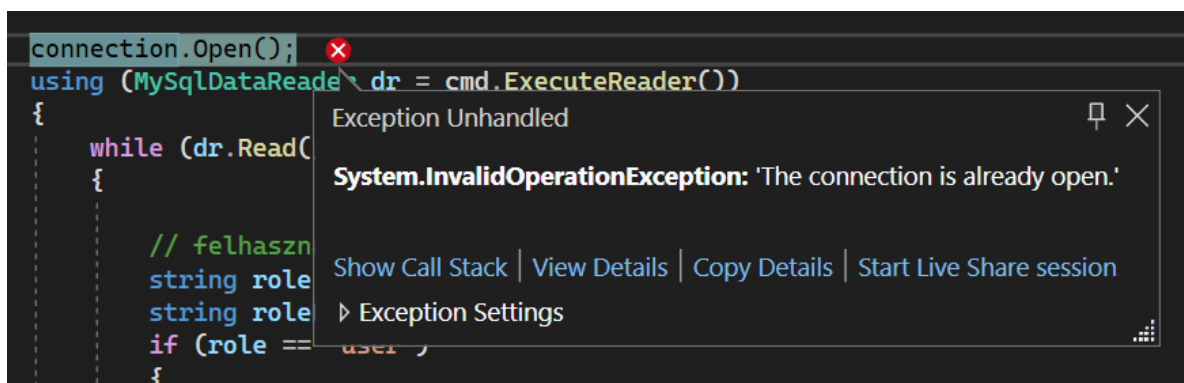 connection.Open();
using (MySqlDataReade dr = cmd.ExecuteReader())
{
Exception Unhandled
while (dr.Read(
System.InvalidOperationException: 'The connection is already open.'
{
// felhaszn
Show Call Stack | View Details | Copy Details | Start Live Share session
string role
string role
Exception Settings
if (role ==
{